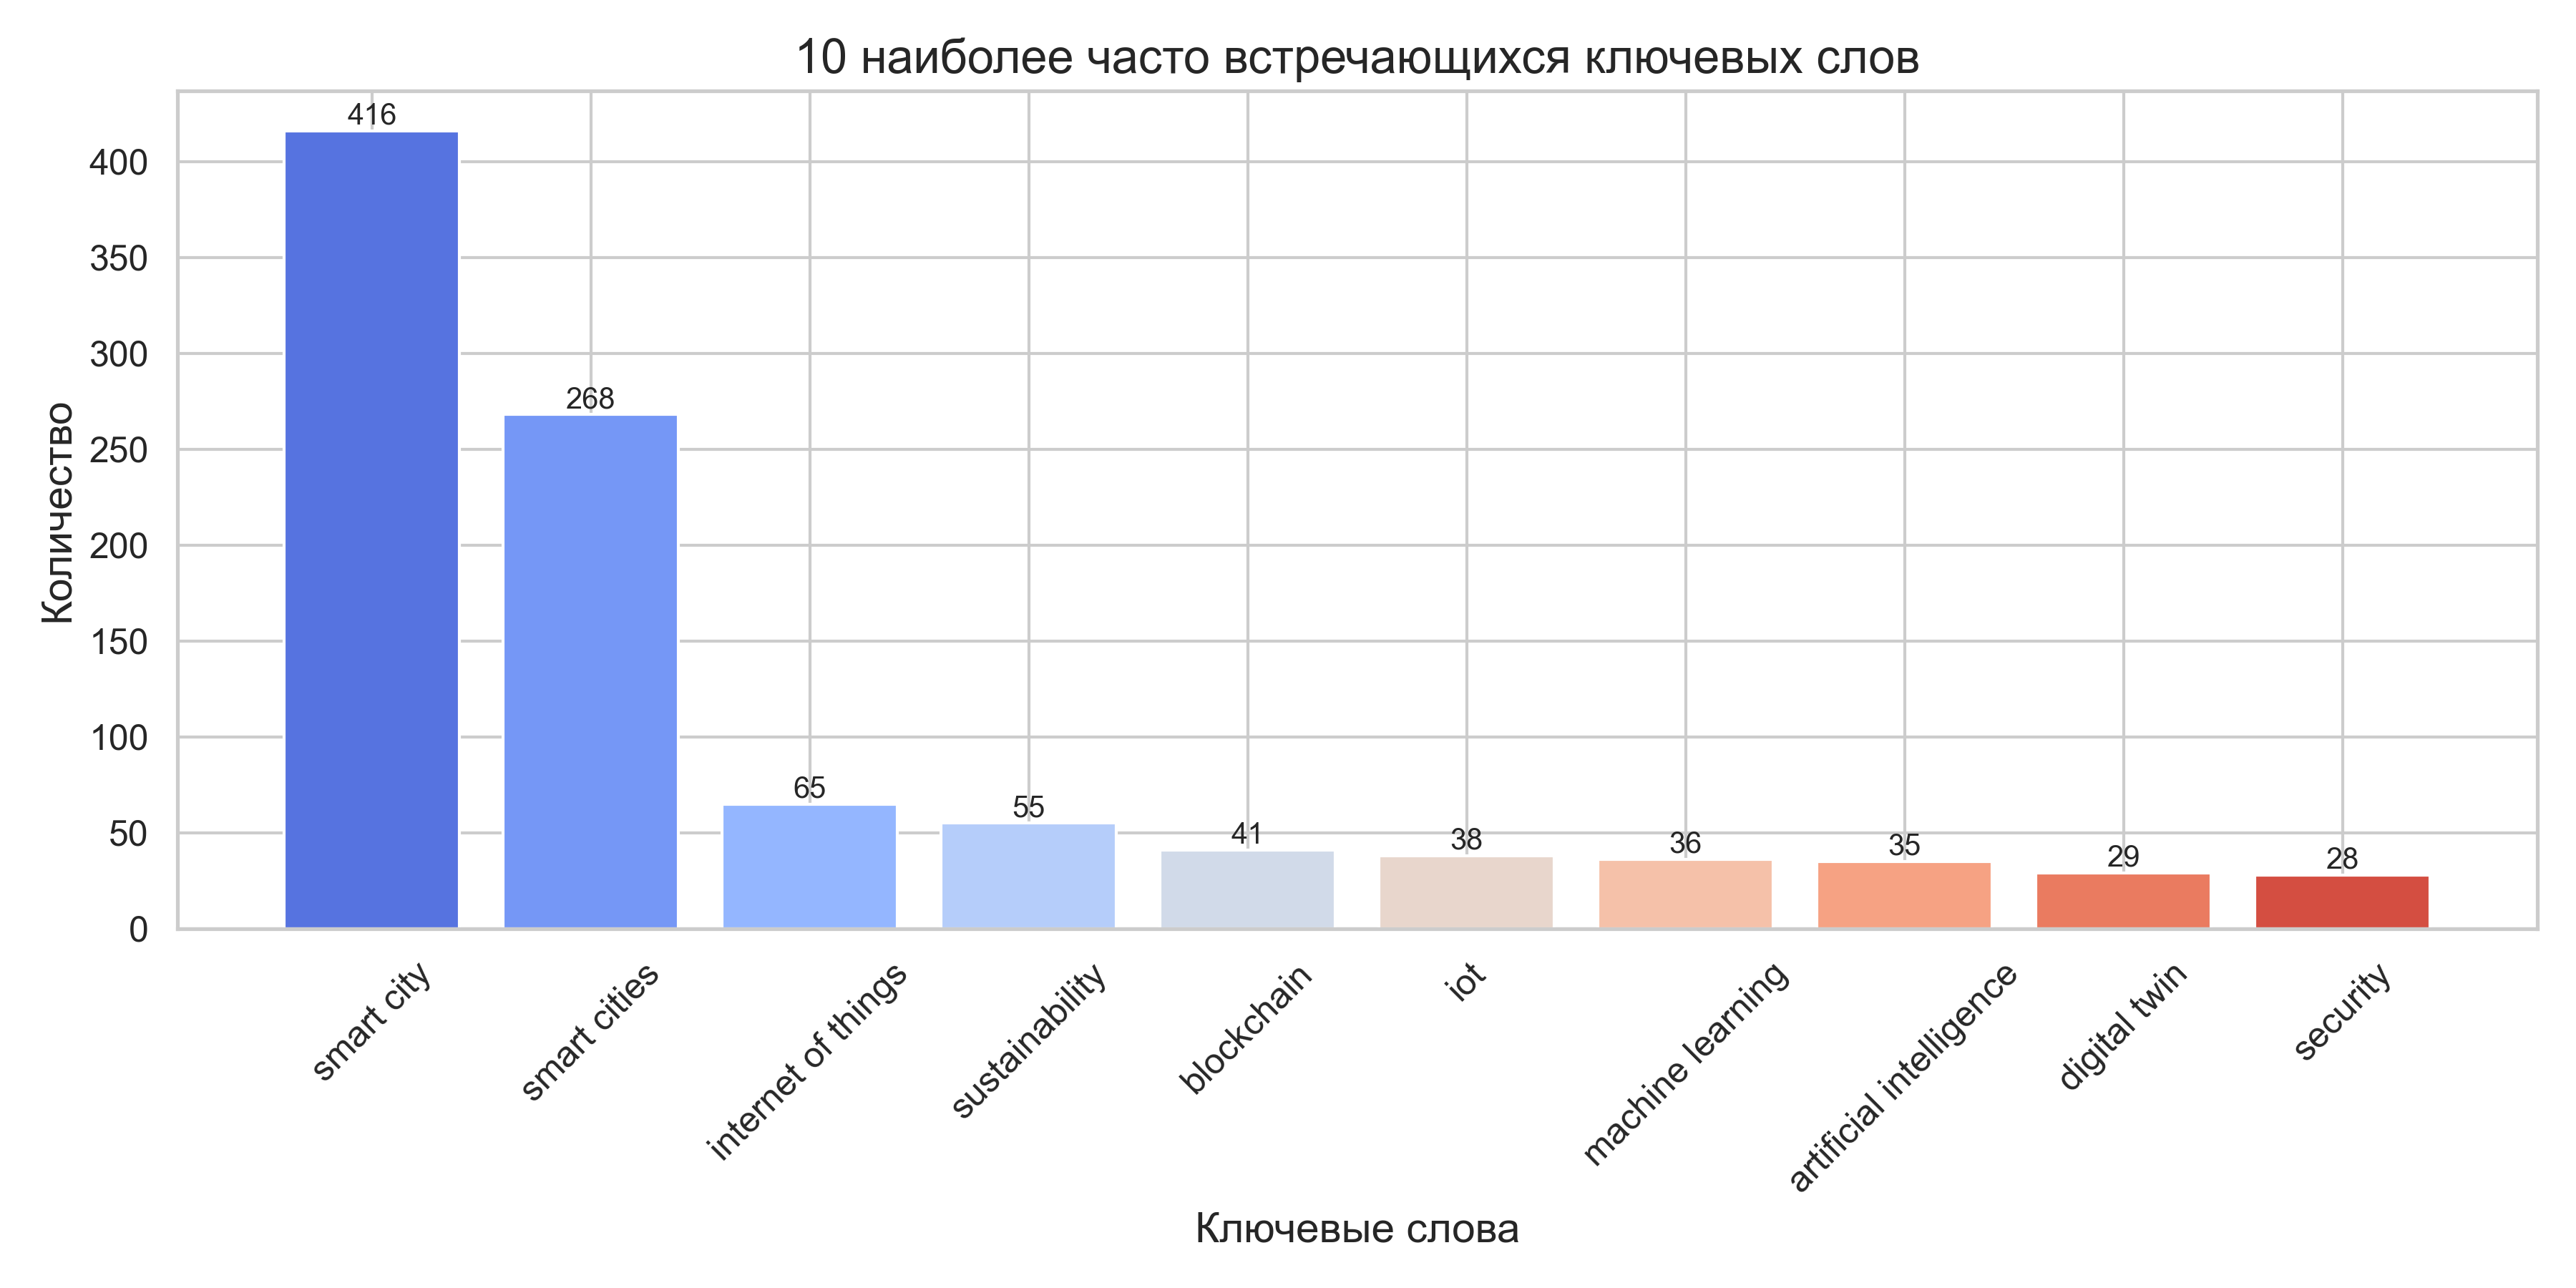 10 наиболее часто встречающихся ключевых слов
Количество
400
350
300
250
200
150
100
50
0
416
268
65
55
41
38
36
35
29
28
smart city
smart cities
internet of things
sustainability
blockchain
iot
machine learning
artificial intelligence
digital twin
security
Ключевые слова